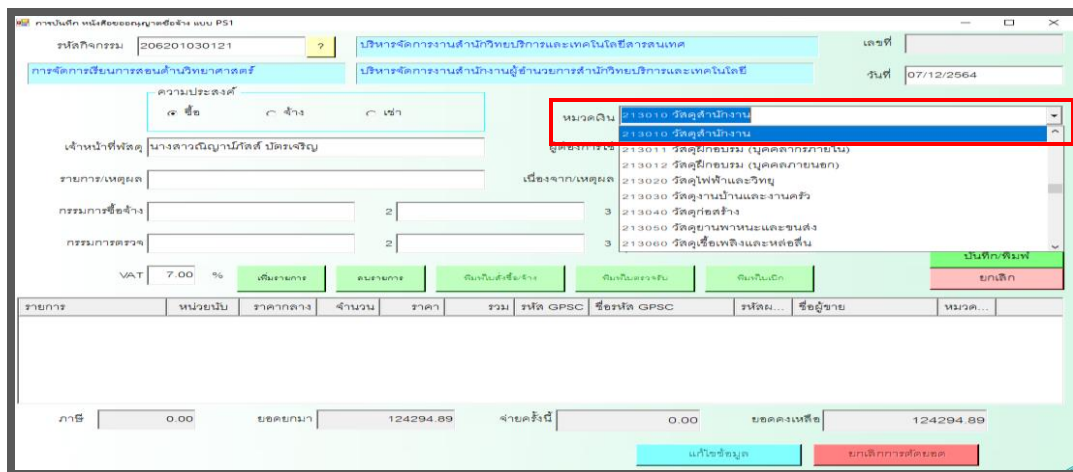 การบันทึก หนังสือขออนุญาตซื้อจ้าง แบบ PS1
รหัสกิจกรรม 206201030121 ? บริหารจัดการงานสำนักวิทยบริการและเทคโนโลยีสารสนเทศ เลขที่
การจัดการเรียนการสอนด้านวิทยาศาสตร์ บริหารจัดการงานสำนักงานผู้อำนวยการสำนักวิทยบริการและเทคโนโลยี วันที่ 07/12/2564
ความประสงค์
ซื้อ จ้าง เช่า หมวดเงิน 213010 วัสดุสำนักงาน
213010 วัสดุสำนักงาน
เจ้าหน้าที่พัสดุ นางสาวณิญาน์ภัสส์ บัตรเจริญ ผู้ต้องการใช้ 213011 วัสดุฝึกอบรม (บุคคลากรภายใน)
213012 วัสดุฝึกอบรม (บุคคลภายนอก)
รายการ/เหตุผล เนื่องจาก/เหตุผล 213020 วัสดุไฟฟ้าและวิทยุ
213030 วัสดุงานบ้านและงานครัว
กรรมการซื้อจ้าง 2 3 213040 วัสดุก่อสร้าง
213050 วัสดุยานพาหนะและขนส่ง
กรรมการตรวจ 2 3 213060 วัสดุเชื้อเพลิงและหล่อลื่น
บันทึก/พิมพ์
VAT 7.00 % เพิ่มรายการ ลบรายการ พิมพ์ใบสั่งซื้อ/จ้าง พิมพ์ใบตรวจรับ พิมพ์ใบเบิก ยกเลิก
รายการ หน่วยนับ ราคากลาง จำนวน ราคา รวม รหัส GPSC ชื่อรหัส GPSC รหัสผ... ชื่อผู้ขาย หมวด...
ภาษี 0.00 ยอดยกมา 124294.89 จ่ายครั้งนี้ 0.00 ยอดคงเหลือ 124294.89
แก้ไขข้อมูล ยกเลิกการตัดยอด